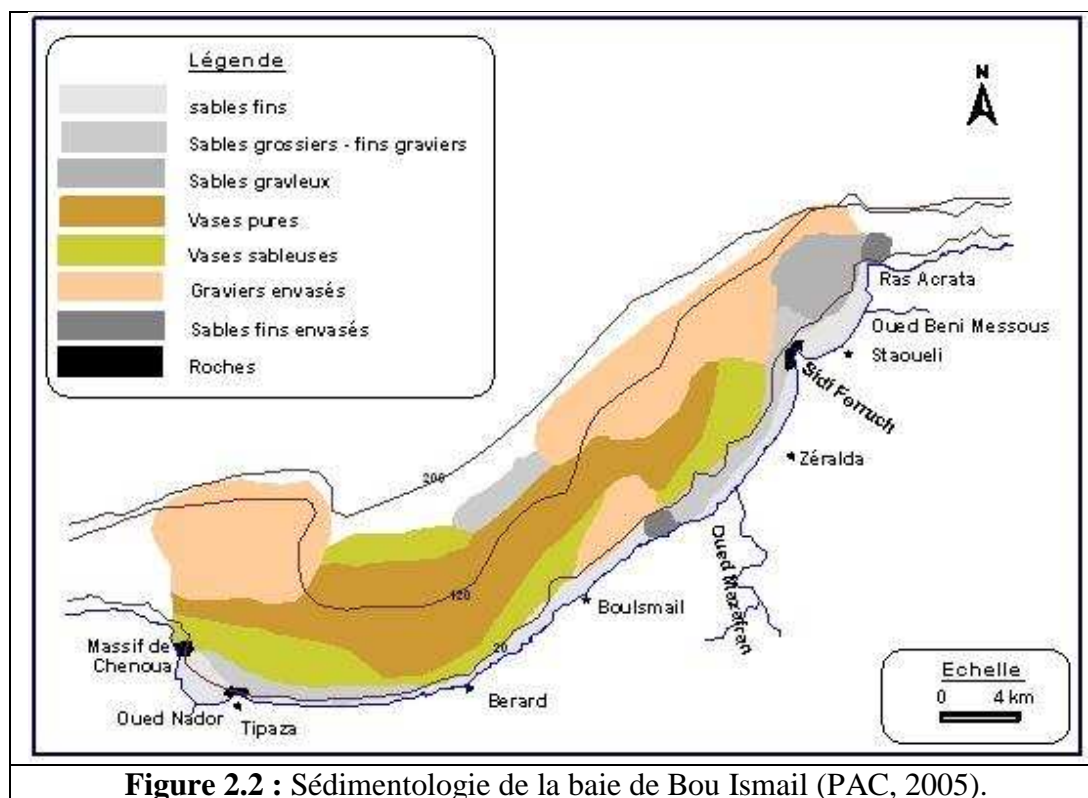 Légende
sables fins
Sables grossiers - fins graviers
Sables gravleux
Vases pures
Vases sableuses
Graviers envasés
Sables fins envasés
Roches
N
Ras Acrata
Oued Beni Messous
Staoueli
Sidi Forruch
Zéralda
200
Oued Mazafran
120
Boulsmail
20
Massif de
Chenoua
Berard
Oued Nador
Tipaza
Echelle
0 4 km
Figure 2.2 : Sédimentologie de la baie de Bou Ismail (PAC, 2005).